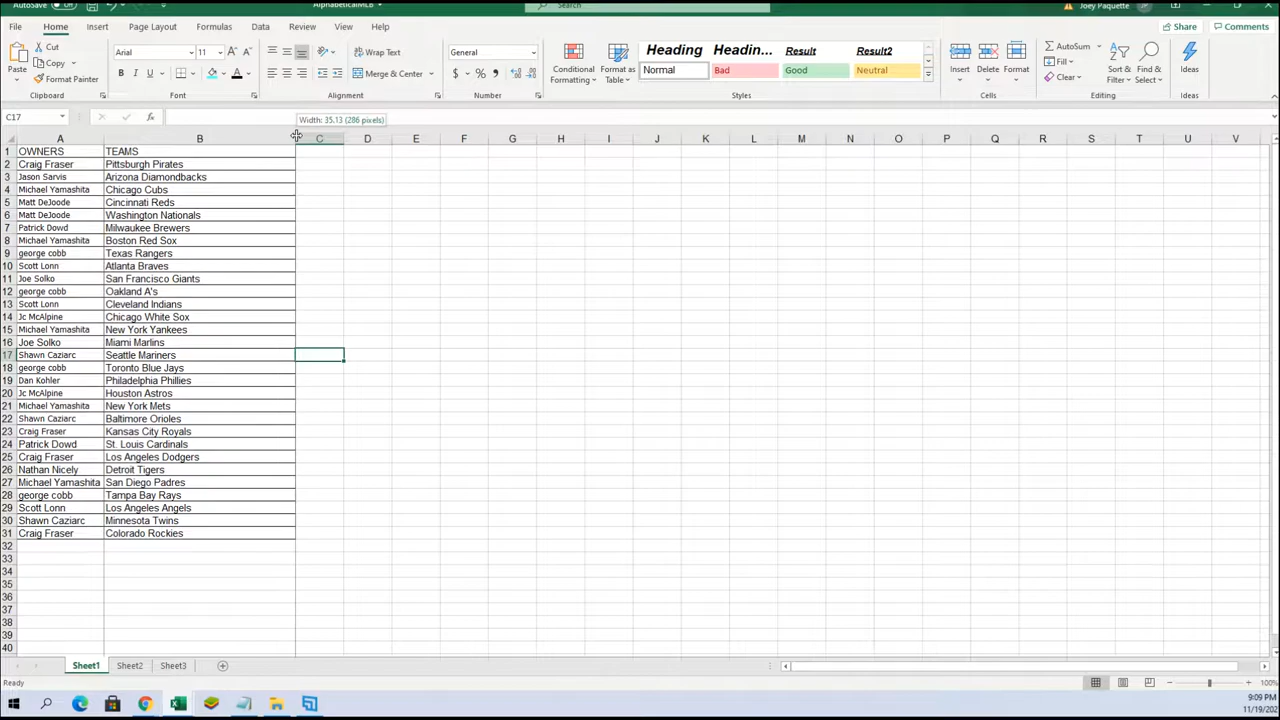 AutoSave AlphabeticalMLB Search Joey Paquette JP
File Home Insert Page Layout Formulas Data Review View Help Share Comments
Paste Cut Copy Format Painter Clipboard
Arial 11 A A B I U A Font
Wrap Text Merge & Center Alignment
General $ % Number
Conditional Formatting Format as Table
Heading Headin... Result Result2
Normal Bad Good Neutral Styles
Insert Delete Format Cells
AutoSum Fill Clear Sort & Filter Find & Select Editing
Ideas Ideas
C17 fx Width: 35.13 (286 pixels)
A B C D E F G H I J K L M N O P Q R S T U V
1 OWNERS TEAMS
2 Craig Fraser Pittsburgh Pirates
3 Jason Sarvis Arizona Diamondbacks
4 Michael Yamashita Chicago Cubs
5 Matt DeJoode Cincinnati Reds
6 Matt DeJoode Washington Nationals
7 Patrick Dowd Milwaukee Brewers
8 Michael Yamashita Boston Red Sox
9 george cobb Texas Rangers
10 Scott Lonn Atlanta Braves
11 Joe Solko San Francisco Giants
12 george cobb Oakland A's
13 Scott Lonn Cleveland Indians
14 Jc McAlpine Chicago White Sox
15 Michael Yamashita New York Yankees
16 Joe Solko Miami Marlins
17 Shawn Caziarc Seattle Mariners
18 george cobb Toronto Blue Jays
19 Dan Kohler Philadelphia Phillies
20 Jc McAlpine Houston Astros
21 Michael Yamashita New York Mets
22 Shawn Caziarc Baltimore Orioles
23 Craig Fraser Kansas City Royals
24 Patrick Dowd St. Louis Cardinals
25 Craig Fraser Los Angeles Dodgers
26 Nathan Nicely Detroit Tigers
27 Michael Yamashita San Diego Padres
28 george cobb Tampa Bay Rays
29 Scott Lonn Los Angeles Angels
30 Shawn Caziarc Minnesota Twins
31 Craig Fraser Colorado Rockies
32
33
34
35
36
37
38
39
40
Sheet1 Sheet2 Sheet3
Ready 100%
9:09 PM
11/19/202